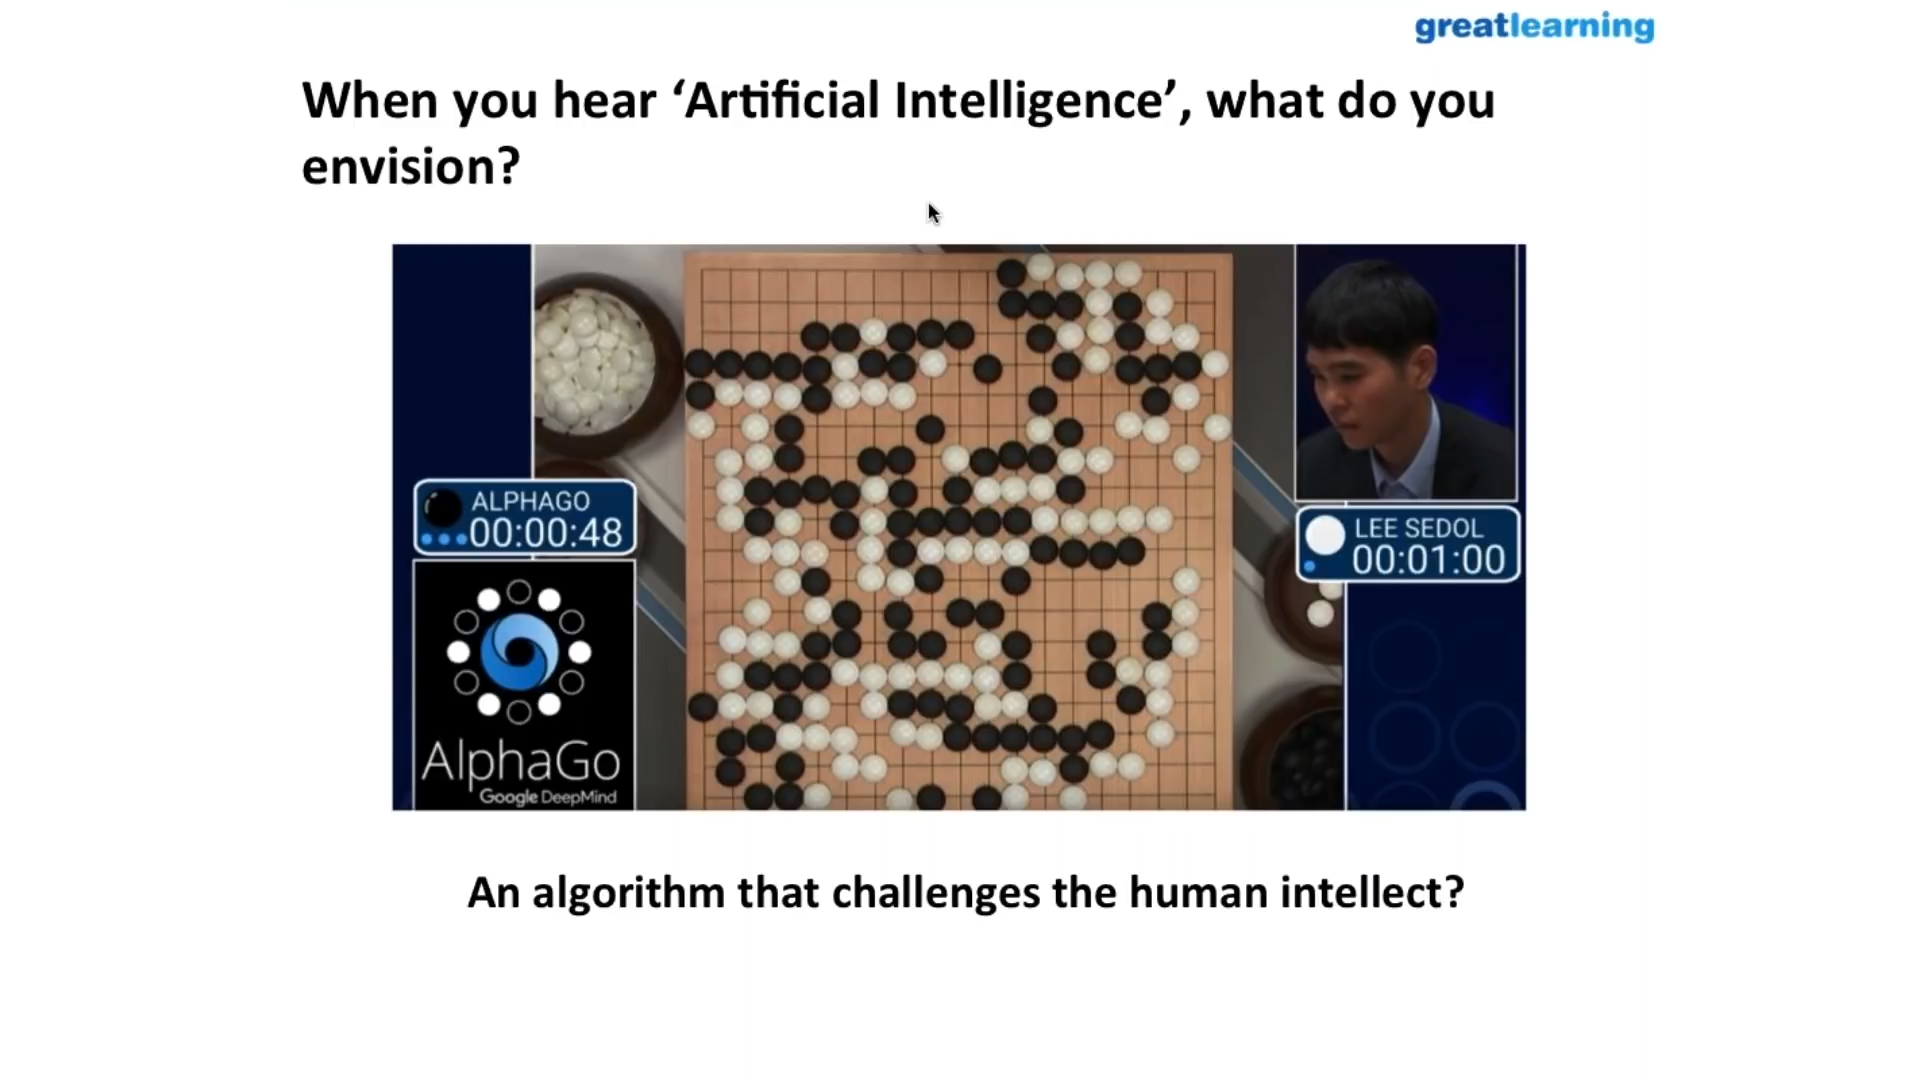 greatlearning
When you hear ‘Artificial Intelligence’, what do you
envision?
ALPHAGO
00:00:48
LEE SEDOL
00:01:00
AlphaGo
Google DeepMind
An algorithm that challenges the human intellect?